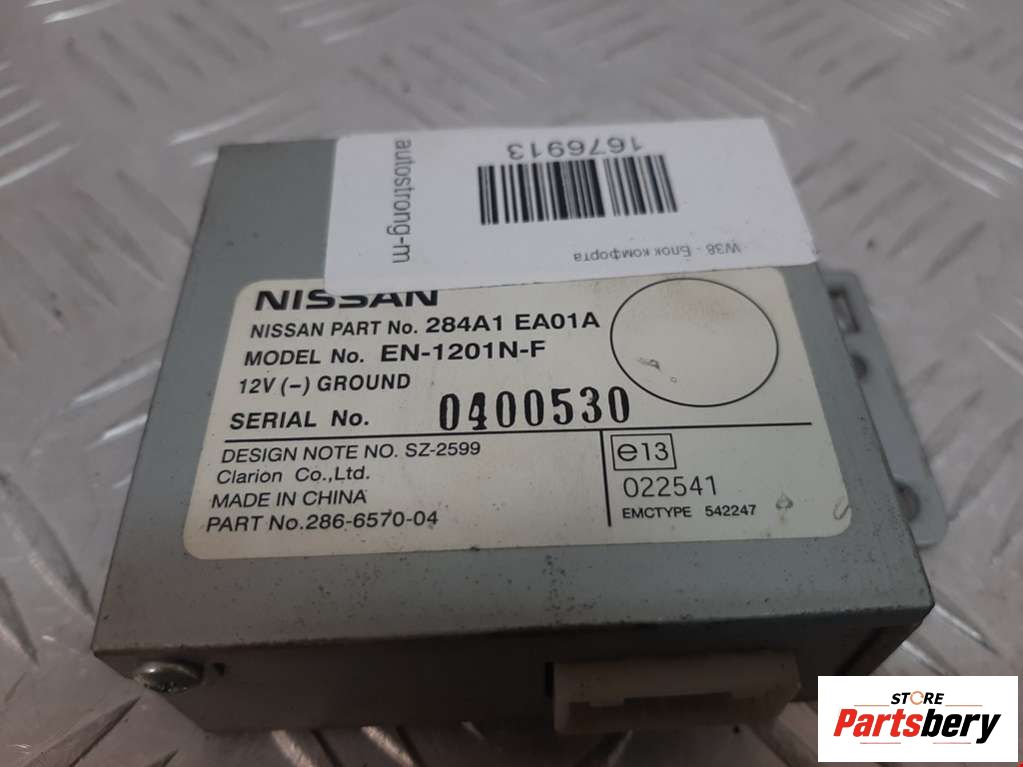 1676913
autostrong-m
W38 - Блок комфорта
NISSAN
NISSAN PART No. 284A1 EA01A
MODEL No. EN-1201N-F
12V (–) GROUND
SERIAL No. 0400530
DESIGN NOTE NO. SZ-2599
Clarion Co.,Ltd.
MADE IN CHINA
PART No.286-6570-04
e13
022541
EMCTYPE 542247
STORE
Partsbery